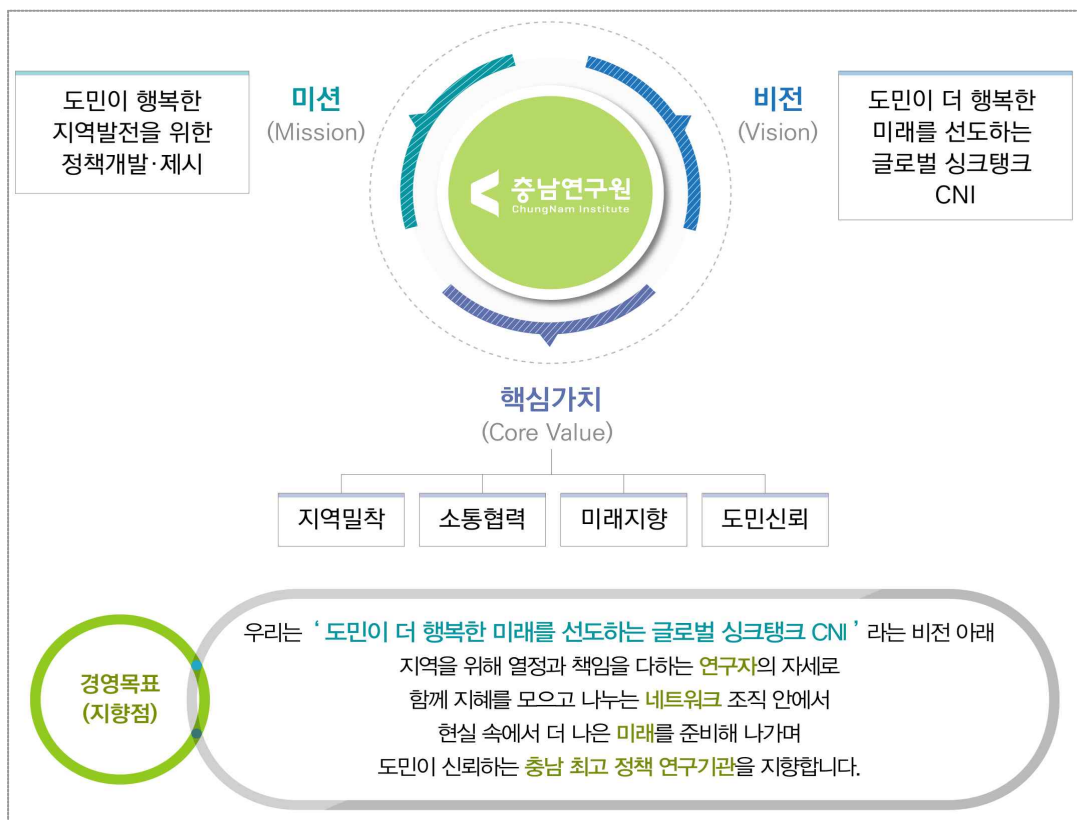 미션
(Mission)
도민이 행복한
지역발전을 위한
정책개발·제시
비전
(Vision)
도민이 더 행복한
미래를 선도하는
글로벌 싱크탱크
CNI
충남연구원
ChungNam Institute
핵심가치
(Core Value)
지역밀착
소통협력
미래지향
도민신뢰
경영목표
(지향점)
우리는 ‘ 도민이 더 행복한 미래를 선도하는 글로벌 싱크탱크 CNI ’ 라는 비전 아래
지역을 위해 열정과 책임을 다하는 연구자의 자세로
함께 지혜를 모으고 나누는 네트워크 조직 안에서
현실 속에서 더 나은 미래를 준비해 나가며
도민이 신뢰하는 충남 최고 정책 연구기관을 지향합니다.